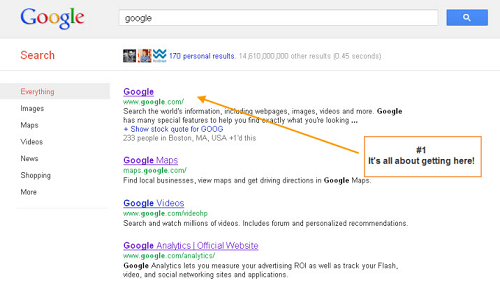 Google
google
Search
170 personal results. 14,610,000,000 other results (0.45 seconds)
Everything
Images
Maps
Videos
News
Shopping
More
Google
www.google.com/
Search the world's information, including webpages, images, videos and more. Google
has many special features to help you find exactly what you're looking ...
+ Show stock quote for GOOG
233 people in Boston, MA, USA +1'd this
Google Maps
maps.google.com/
Find local businesses, view maps and get driving directions in Google Maps.
Google Videos
www.google.com/videohp
Search and watch millions of videos. Includes forum and personalized recommendations.
Google Analytics | Official Website
www.google.com/analytics/
Google Analytics lets you measure your advertising ROI as well as track your Flash,
video, and social networking sites and applications.
#1
It's all about getting here!